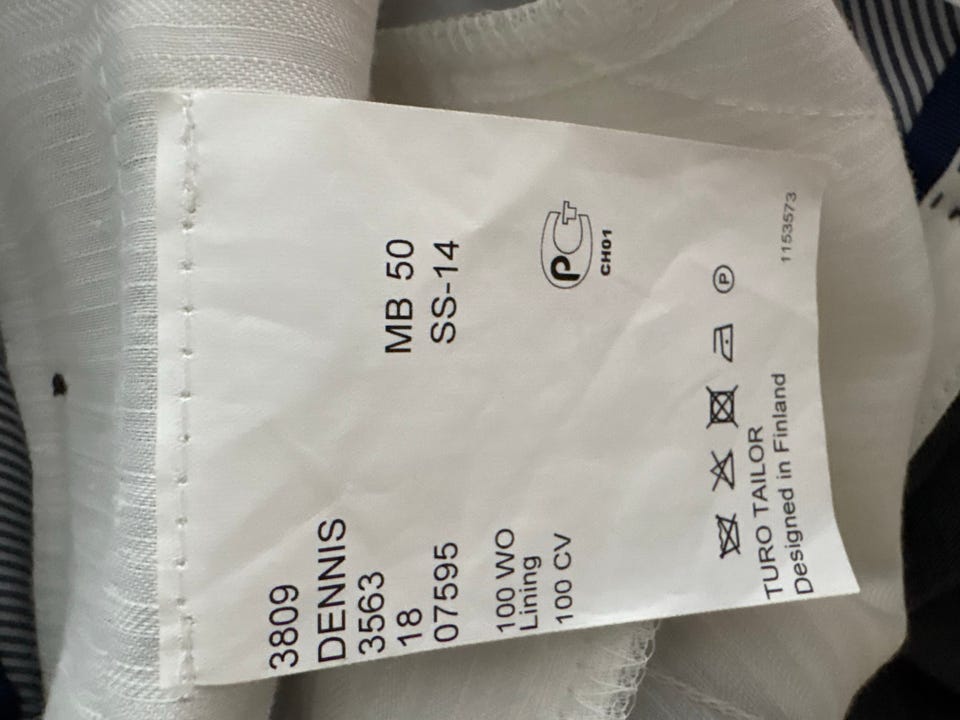 3809
DENNIS
3563
18 MB 50
07595 SS-14
100 WO
Lining
100 CV
PCT
CH01
P
TURO TAILOR
Designed in Finland 1153573